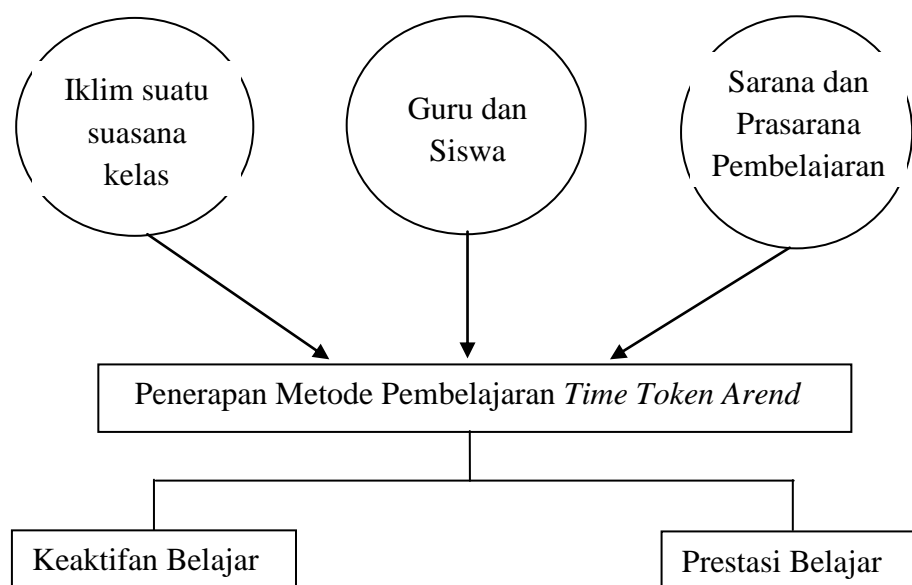 Iklim suatu
suasana
kelas
Guru dan
Siswa
Sarana dan
Prasarana
Pembelajaran
Penerapan Metode Pembelajaran Time Token Arend
Keaktifan Belajar
Prestasi Belajar